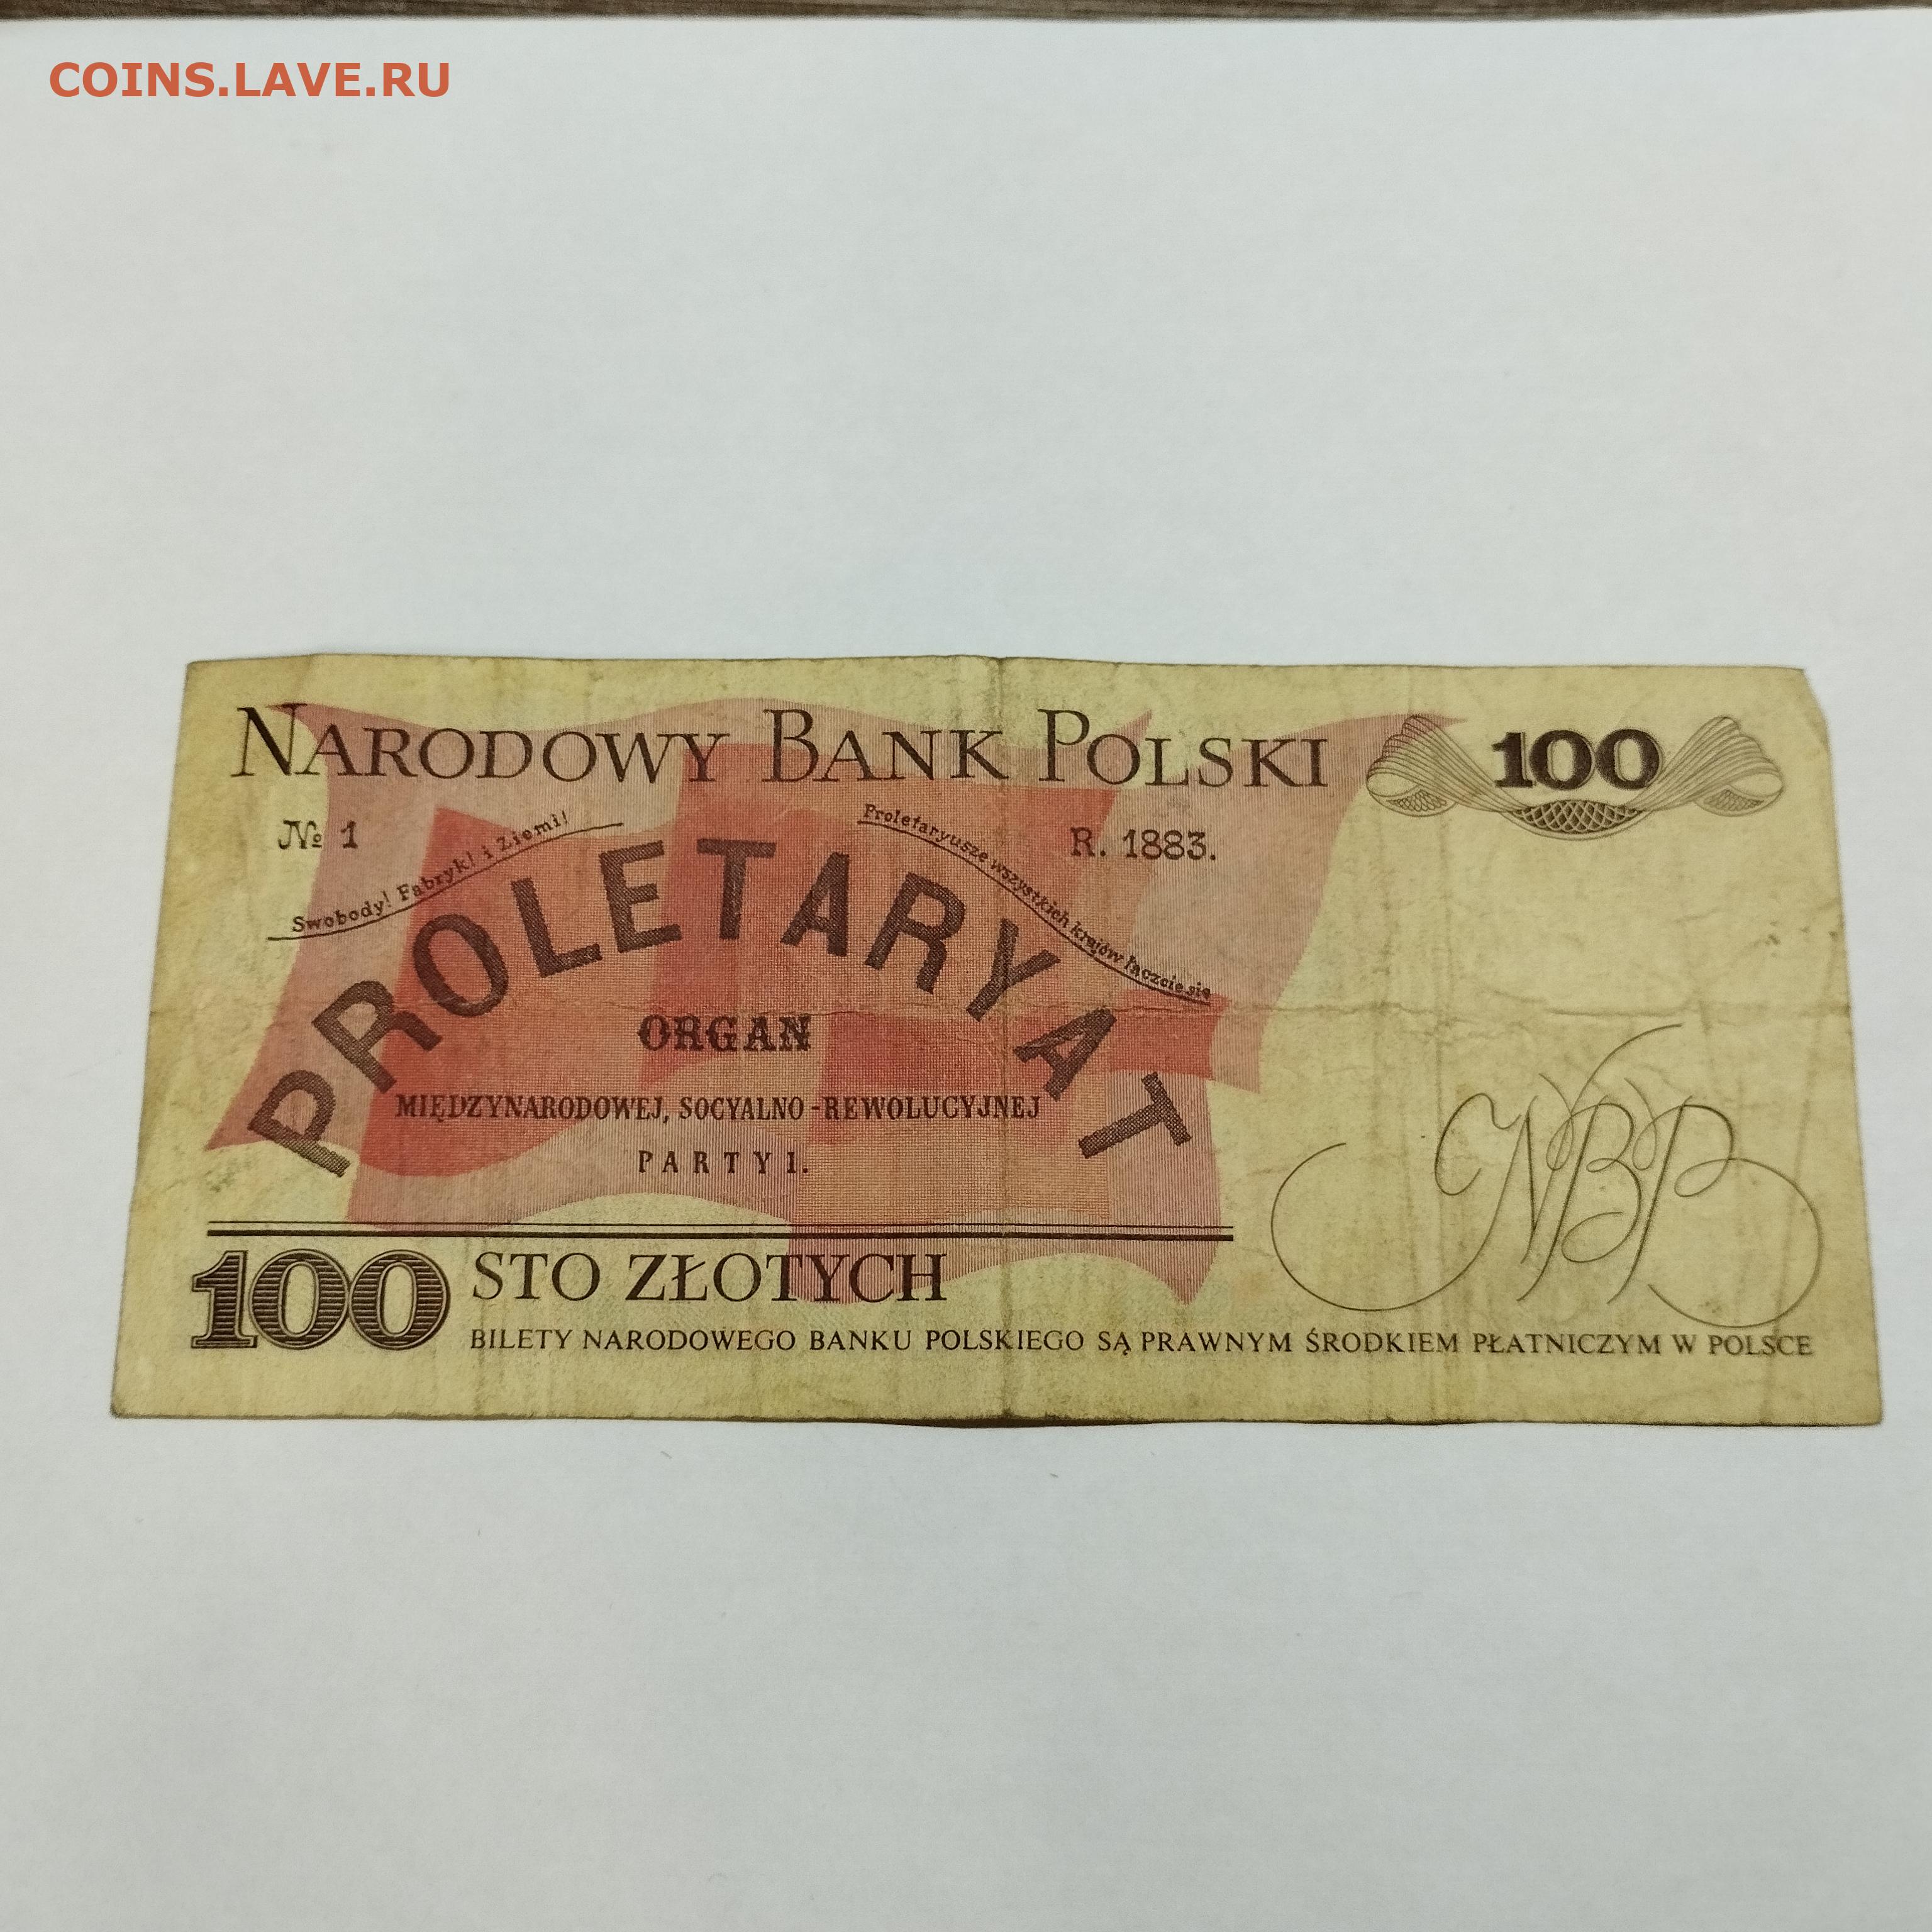 COINS.LAVE.RU
NARODOWY BANK POLSKI
100
№ 1
Swobody! Fabryk! i Ziemi!
Proletaryusze wszystkich krajów łączcie się
R. 1883.
PROLETARYAT
ORGAN
MIĘDZYNARODOWEJ, SOCYALNO-REWOLUCYJNEJ
PARTYI.
NBP
100 STO ZŁOTYCH
BILETY NARODOWEGO BANKU POLSKIEGO SĄ PRAWNYM ŚRODKIEM PŁATNICZYM W POLSCE